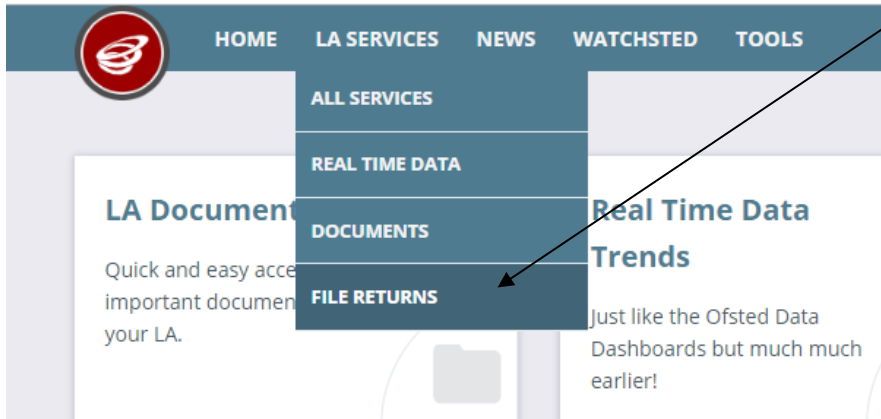 HOME LA SERVICES NEWS WATCHSTED TOOLS
ALL SERVICES
REAL TIME DATA
DOCUMENTS
FILE RETURNS
LA Document
Quick and easy acce
important documen
your LA.
Real Time Data
Trends
Just like the Ofsted Data
Dashboards but much much
earlier!